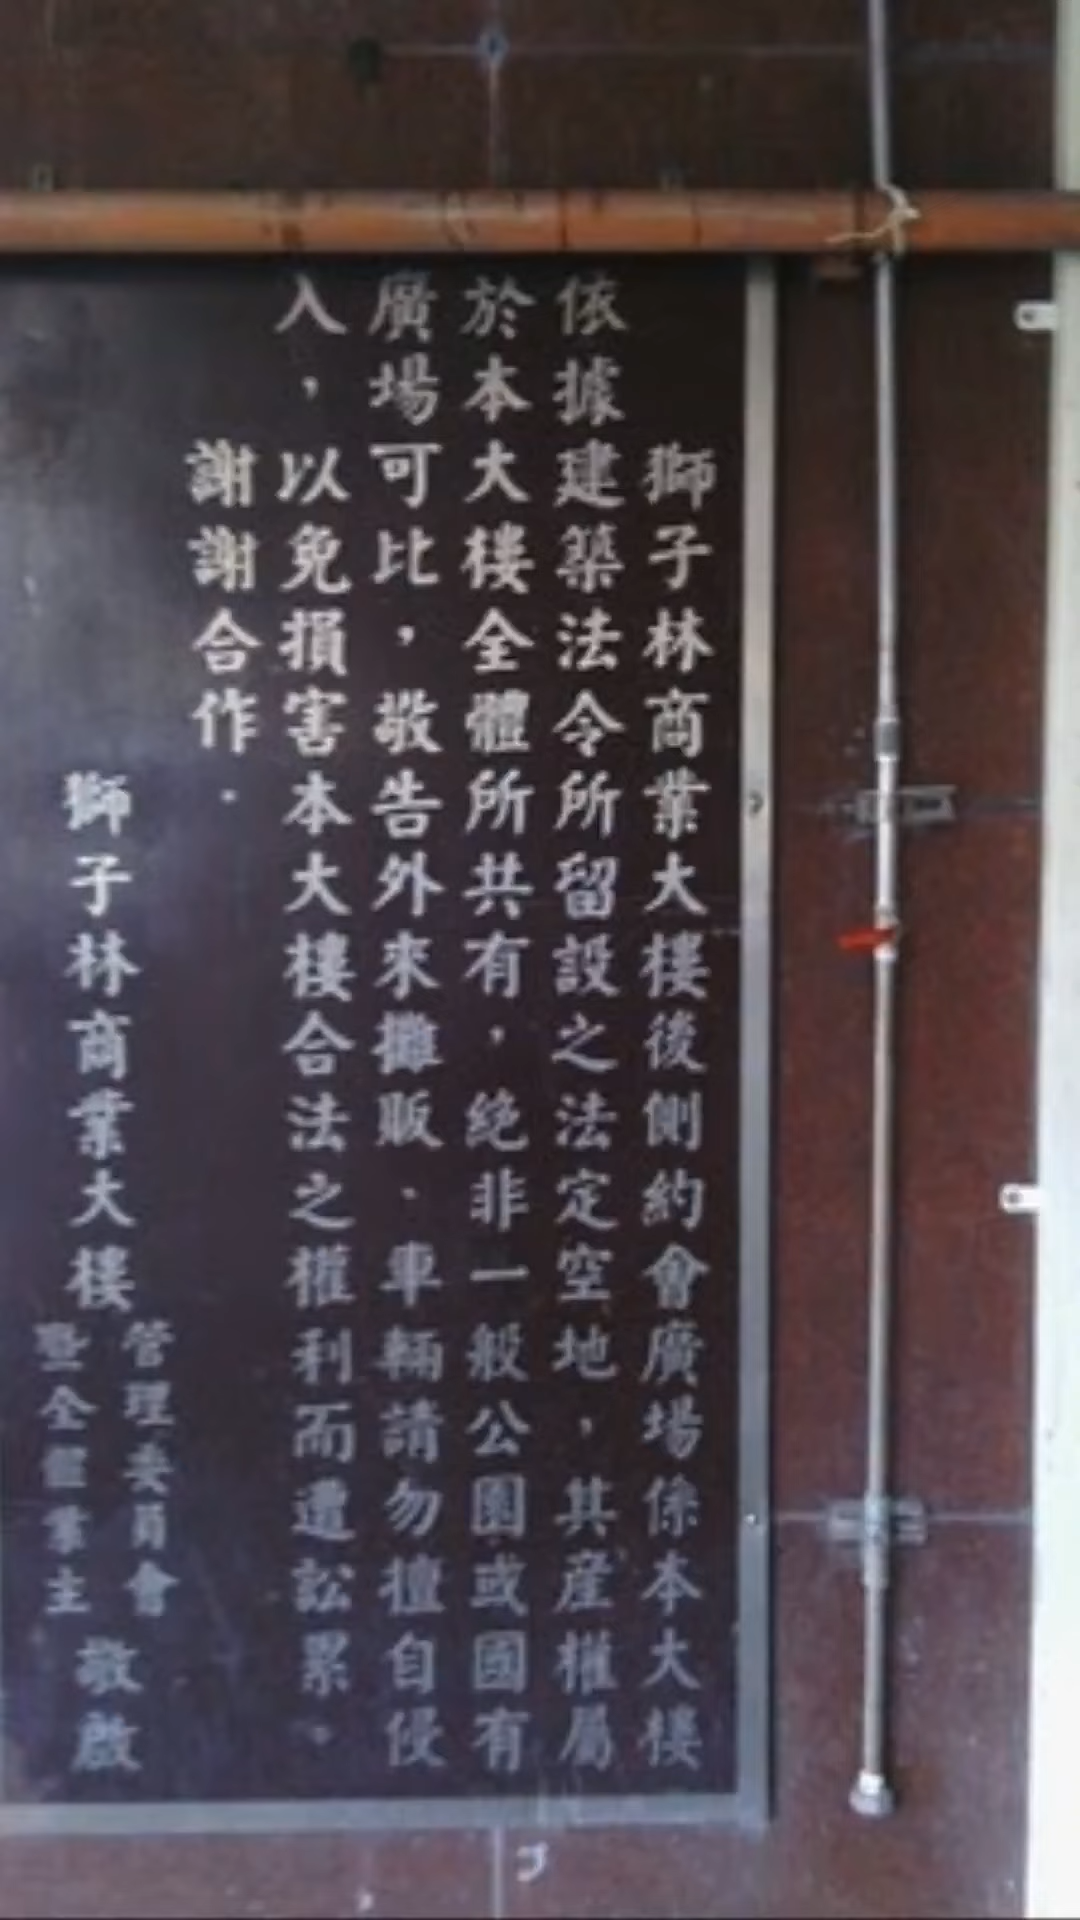 獅子林商業大樓後側約會廣場係本大樓
依據建築法令所留設之法定空地，其産權屬
於本大樓全體所共有，絶非一般公園或國有
廣場可比，敬告外來攤販．車輛請勿擅自侵
入，以免損害本大樓合法之權利而遭訟累。
謝謝合作．
獅子林商業大樓
管理委員會
暨全體業主
敬啟